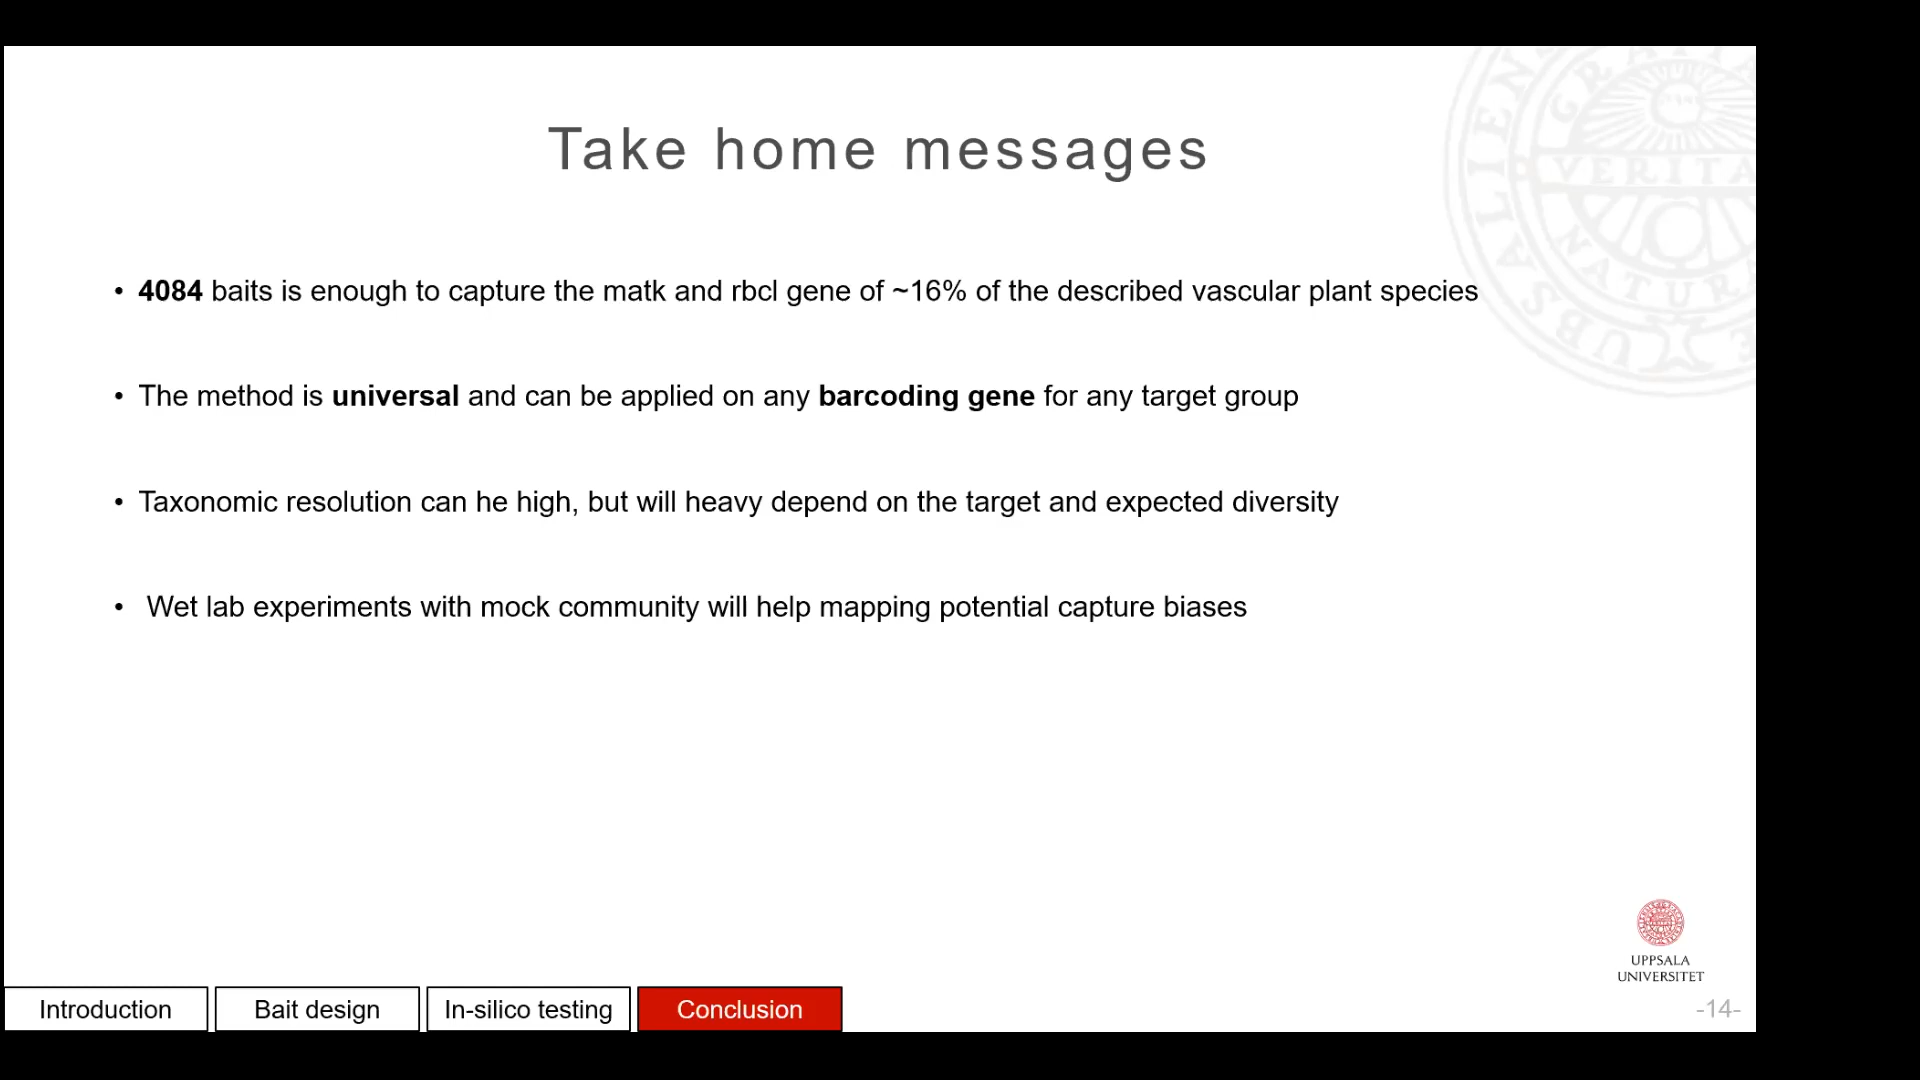 Take home messages
• 4084 baits is enough to capture the matk and rbcl gene of ~16% of the described vascular plant species
• The method is universal and can be applied on any barcoding gene for any target group
• Taxonomic resolution can he high, but will heavy depend on the target and expected diversity
• Wet lab experiments with mock community will help mapping potential capture biases
VERITA
NATURA
UPPSALA
UNIVERSITET
Introduction
Bait design
In-silico testing
Conclusion
-14-